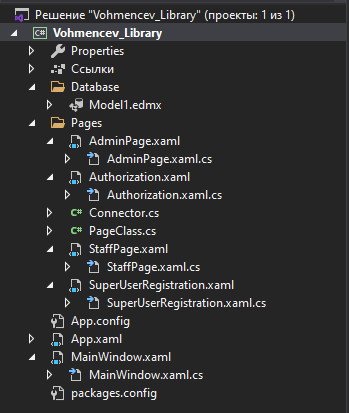 Решение "Vohmencev_Library" (проекты: 1 из 1)
C# Vohmencev_Library
Properties
Ссылки
Database
Model1.edmx
Pages
AdminPage.xaml
AdminPage.xaml.cs
Authorization.xaml
Authorization.xaml.cs
C# Connector.cs
C# PageClass.cs
StaffPage.xaml
StaffPage.xaml.cs
SuperUserRegistration.xaml
SuperUserRegistration.xaml.cs
App.config
App.xaml
MainWindow.xaml
MainWindow.xaml.cs
packages.config